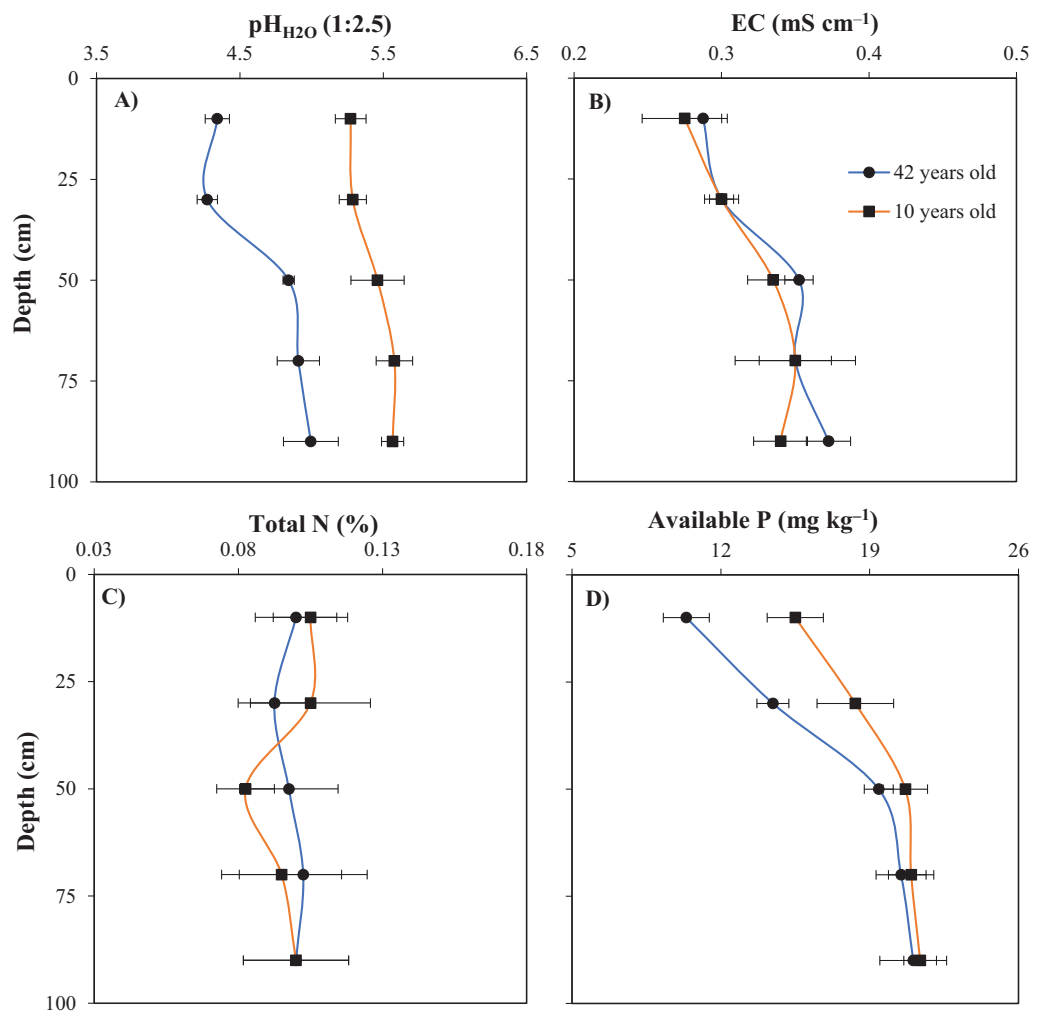 pHH2O (1:2.5)
3.5 4.5 5.5 6.5
0
25
50
75
100
Depth (cm)
A)
EC (mS cm–1)
0.2 0.3 0.4 0.5
B)
42 years old
10 years old
Total N (%)
0.03 0.08 0.13 0.18
0
25
50
75
100
Depth (cm)
C)
Available P (mg kg–1)
5 12 19 26
D)